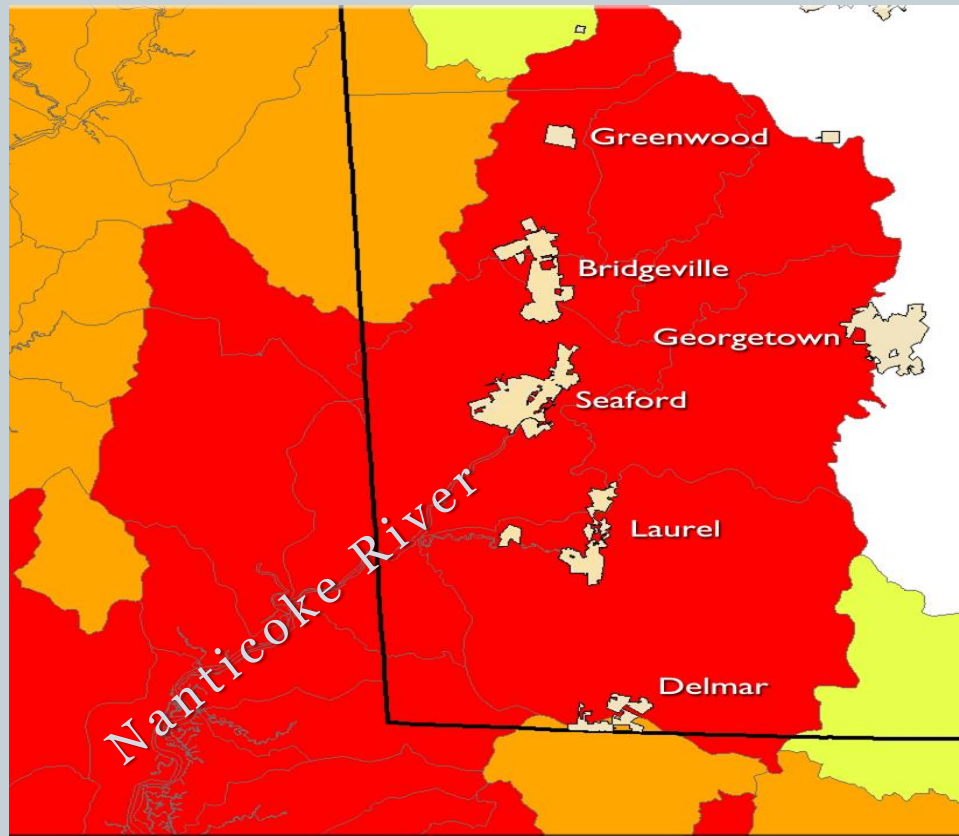 Greenwood
Bridgeville
Georgetown
Seaford
Laurel
Nanticoke River
Delmar